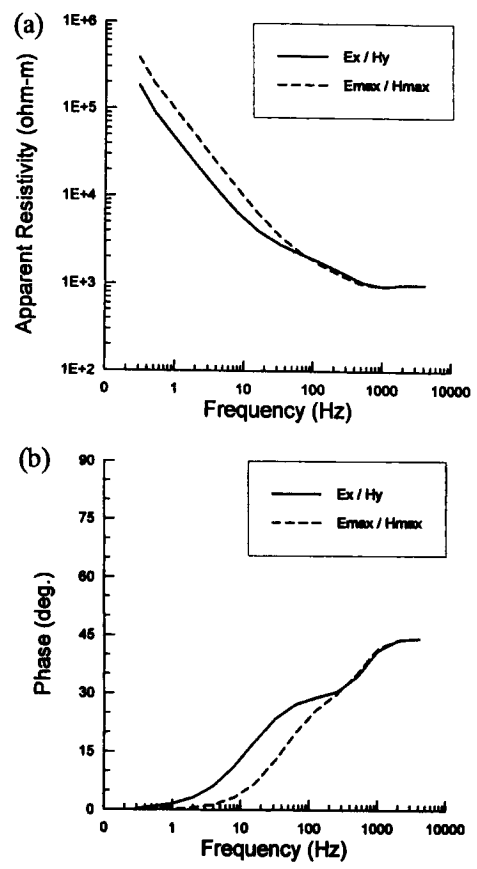 (a)
1E+6
1E+5
1E+4
1E+3
1E+2
Apparent Resistivity (ohm-m)
Ex / Hy
Emax / Hmax
0 1 10 100 1000 10000
Frequency (Hz)
(b)
90
75
60
45
30
15
0
Phase (deg.)
Ex / Hy
Emax / Hmax
0 1 10 100 1000 10000
Frequency (Hz)